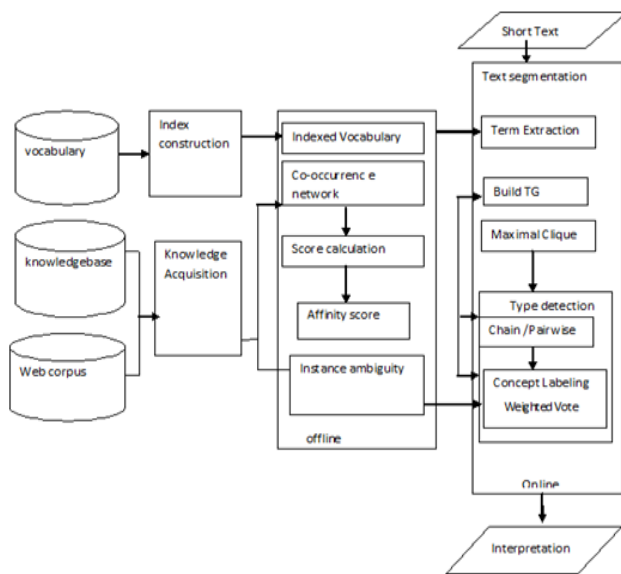 Short Text
Text segmentation
Index
construction
vocabulary
Indexed Vocabulary
Term Extraction
Co-occurrenc e
network
Build TG
Maximal Clique
knowledgebase
Knowledge
Acquisition
Score calculation
Type detection
Affinity score
Chain /Pairwise
Web corpus
Instance ambiguity
Concept Labeling
Weighted Vote
offline
Online
Interpretation